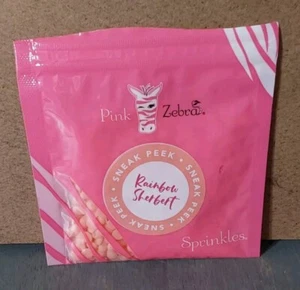 Pink Zebra®
SNEAK PEEK • SNEAK PEEK • SNEAK PEEK •
Rainbow
Sherbert
Sprinkles